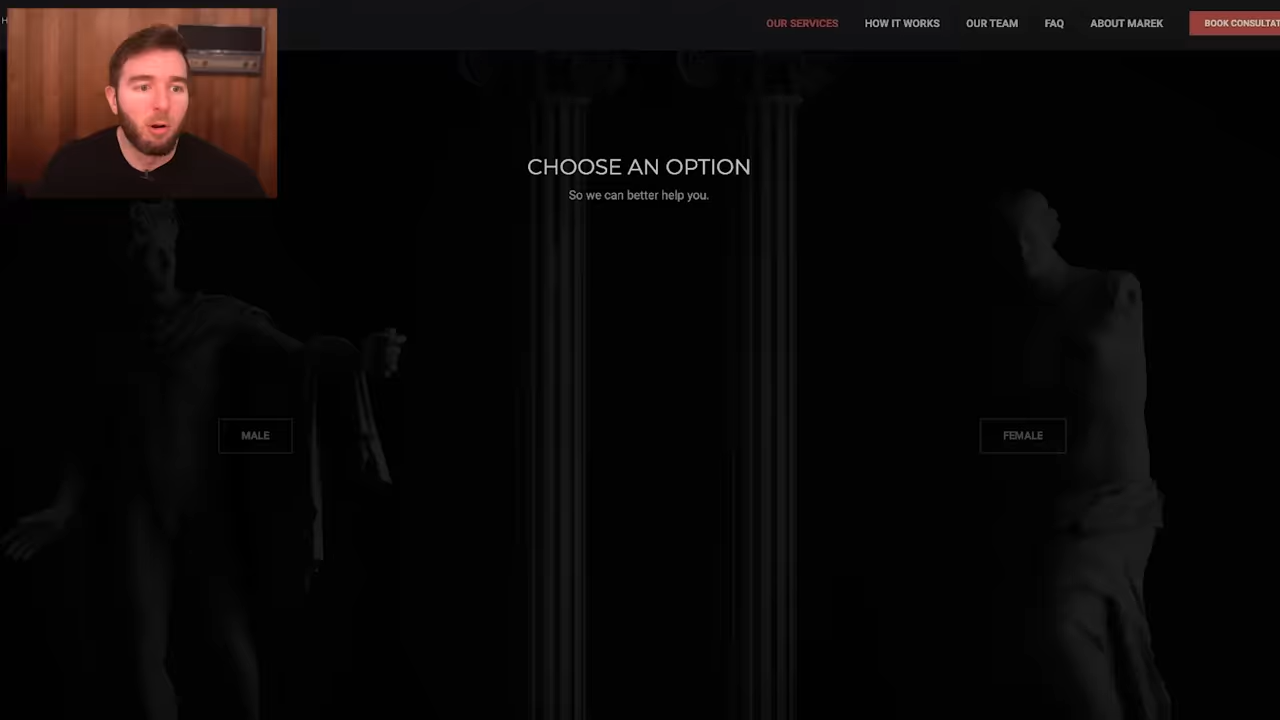 OUR SERVICES
HOW IT WORKS
OUR TEAM
FAQ
ABOUT MAREK
BOOK CONSULTAT
CHOOSE AN OPTION
So we can better help you.
MALE
FEMALE